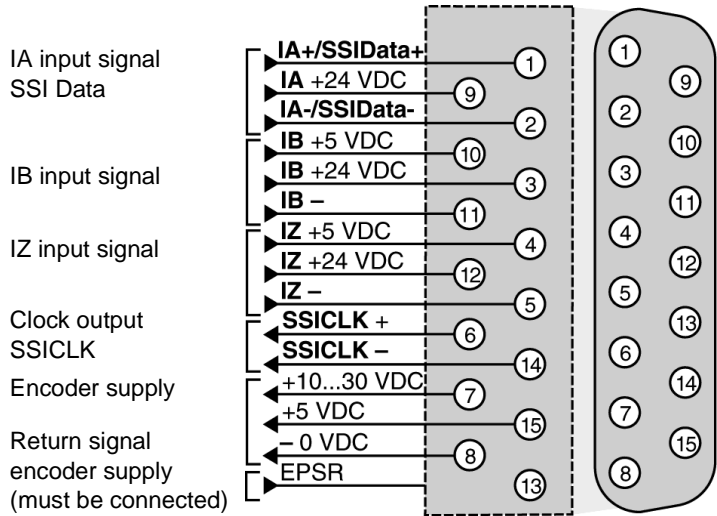 IA input signal
SSI Data
IA+/SSIData+ 1
IA +24 VDC 9
IA-/SSIData- 2
IB input signal
IB +5 VDC 10
IB +24 VDC 3
IB – 11
IZ input signal
IZ +5 VDC 4
IZ +24 VDC 12
IZ – 5
Clock output
SSICLK
SSICLK + 6
SSICLK – 14
Encoder supply
+10...30 VDC 7
+5 VDC 15
– 0 VDC 8
Return signal
encoder supply
(must be connected)
EPSR 13
1
9
2
10
3
11
4
12
5
13
6
14
7
15
8